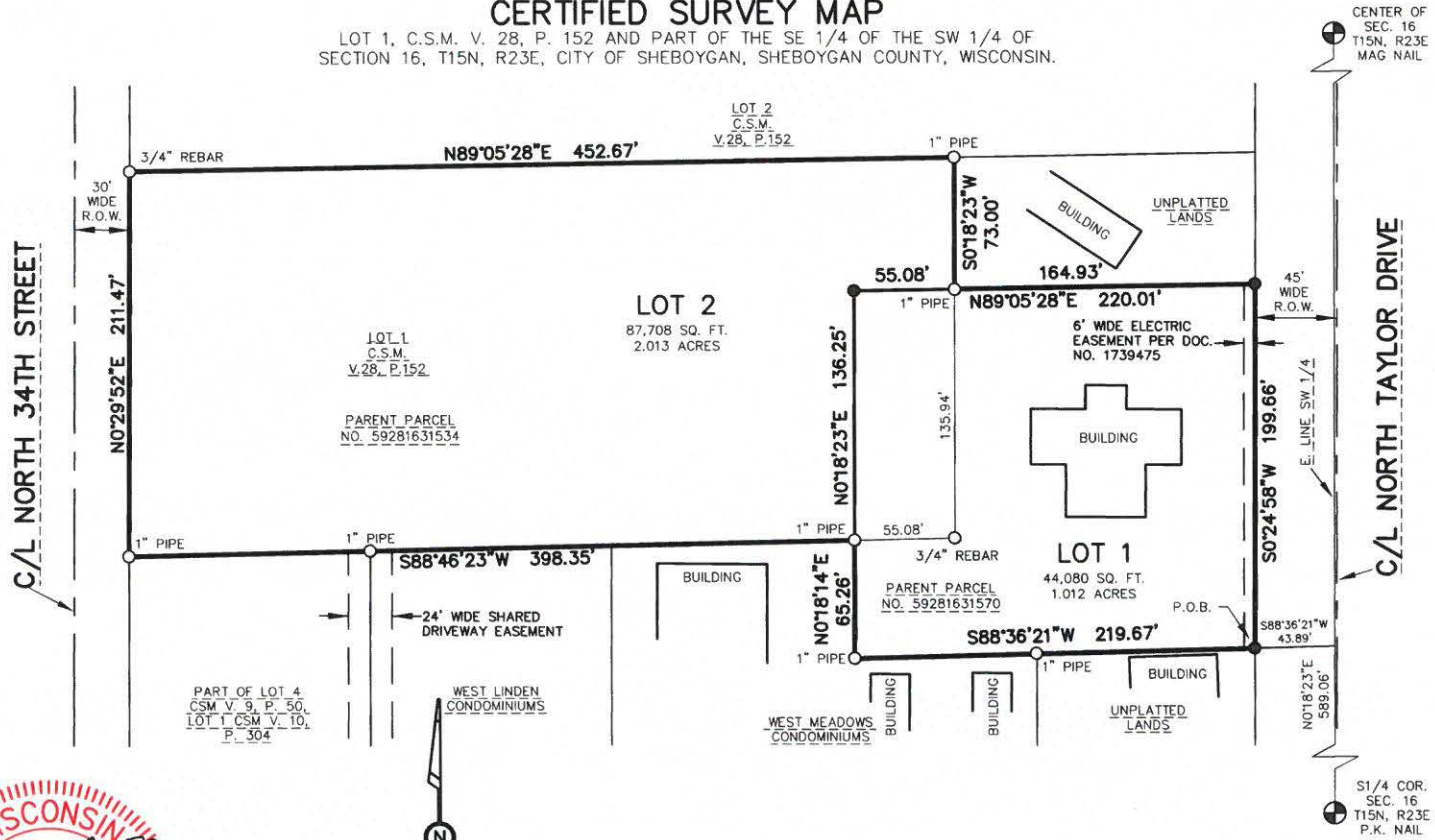 CERTIFIED SURVEY MAP
LOT 1, C.S.M. V. 28, P. 152 AND PART OF THE SE 1/4 OF THE SW 1/4 OF
SECTION 16, T15N, R23E, CITY OF SHEBOYGAN, SHEBOYGAN COUNTY, WISCONSIN.
CENTER OF
SEC. 16
T15N, R23E
MAG NAIL
LOT 2
C.S.M.
V.28, P.152
3/4" REBAR
N89°05'28"E 452.67'
1" PIPE
30'
WIDE
R.O.W.
S0°18'23"W
73.00'
BUILDING
UNPLATTED
LANDS
C/L NORTH 34TH STREET
N0°29'52"E 211.47'
LOT 2
87,708 SQ. FT.
2.013 ACRES
55.08'
164.93'
1" PIPE
N89°05'28"E 220.01'
45'
WIDE
R.O.W.
6' WIDE ELECTRIC
EASEMENT PER DOC.
NO. 1739475
LOT 1
C.S.M.
V.28, P.152
PARENT PARCEL
NO. 59281631534
N0°18'23"E 136.25'
135.94'
BUILDING
S0°24'58"W 199.66'
E. LINE SW 1/4
C/L NORTH TAYLOR DRIVE
1" PIPE
1" PIPE
S88°46'23"W 398.35'
1" PIPE
55.08'
3/4" REBAR
LOT 1
44,080 SQ. FT.
1.012 ACRES
BUILDING
N0°18'14"E
65.26'
PARENT PARCEL
NO. 59281631570
24' WIDE SHARED
DRIVEWAY EASEMENT
P.O.B.
S88°36'21"W
43.89'
S88°36'21"W 219.67'
1" PIPE
1" PIPE
BUILDING
BUILDING
BUILDING
N0°18'23"E
589.06'
PART OF LOT 4
CSM V. 9, P. 50,
LOT 1 CSM V. 10,
P. 304
WEST LINDEN
CONDOMINIUMS
WEST MEADOWS
CONDOMINIUMS
UNPLATTED
LANDS
S1/4 COR.
SEC. 16
T15N, R23E
P.K. NAIL
N